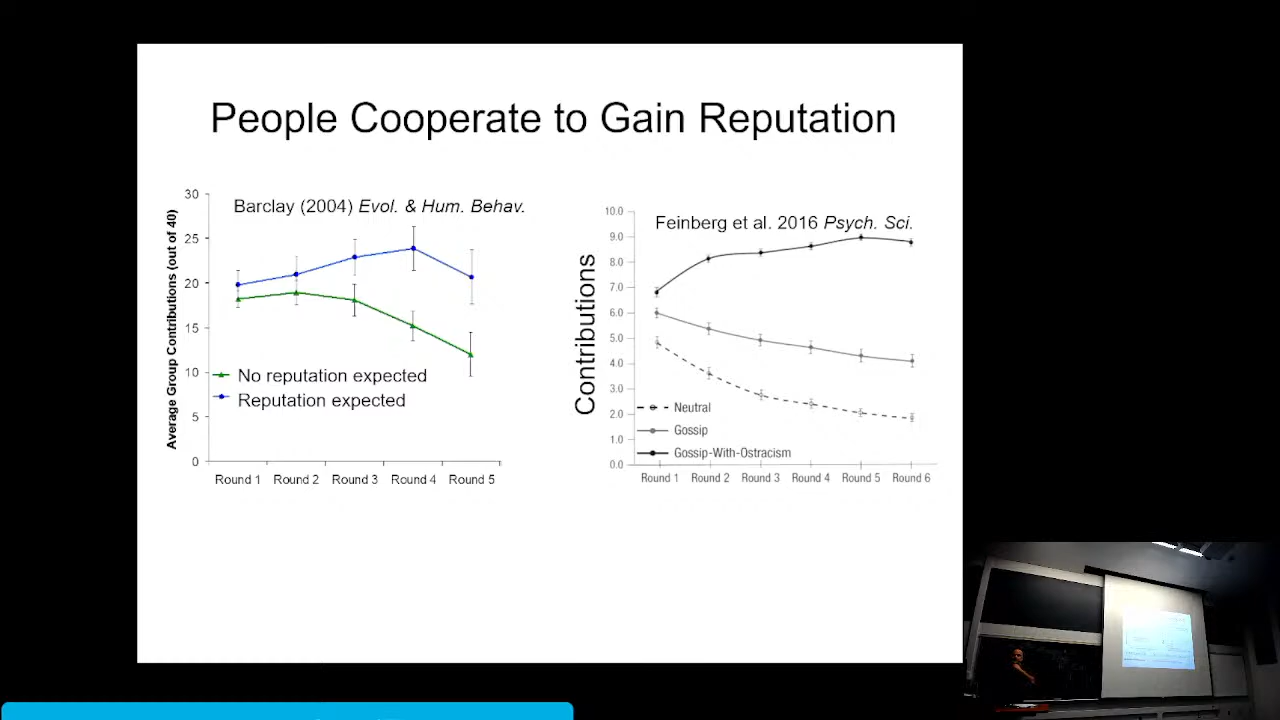 People Cooperate to Gain Reputation
Barclay (2004) Evol. & Hum. Behav.
Average Group Contributions (out of 40)
30
25
20
15
10
5
0
No reputation expected
Reputation expected
Round 1 Round 2 Round 3 Round 4 Round 5
Feinberg et al. 2016 Psych. Sci.
Contributions
10.0
9.0
8.0
7.0
6.0
5.0
4.0
3.0
2.0
1.0
0.0
Neutral
Gossip
Gossip-With-Ostracism
Round 1 Round 2 Round 3 Round 4 Round 5 Round 6